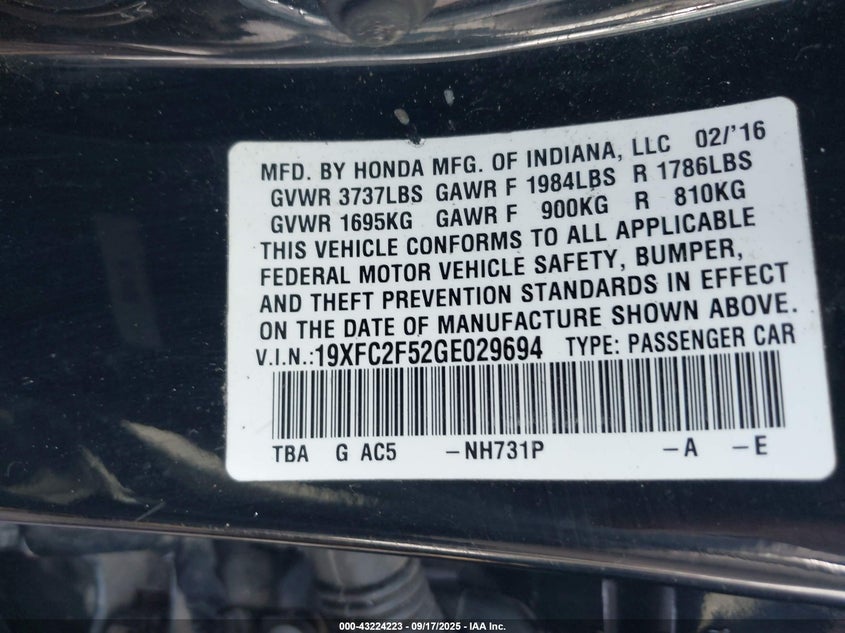 MFD. BY HONDA MFG. OF INDIANA, LLC 02/'16
GVWR 3737LBS GAWR F 1984LBS R 1786LBS
GVWR 1695KG GAWR F 900KG R 810KG
THIS VEHICLE CONFORMS TO ALL APPLICABLE
FEDERAL MOTOR VEHICLE SAFETY, BUMPER,
AND THEFT PREVENTION STANDARDS IN EFFECT
ON THE DATE OF MANUFACTURE SHOWN ABOVE.
V.I.N.:19XFC2F52GE029694 TYPE: PASSENGER CAR
TBA G AC5 –NH731P –A –E
000-43224223 - 09/17/2025 - IAA Inc.